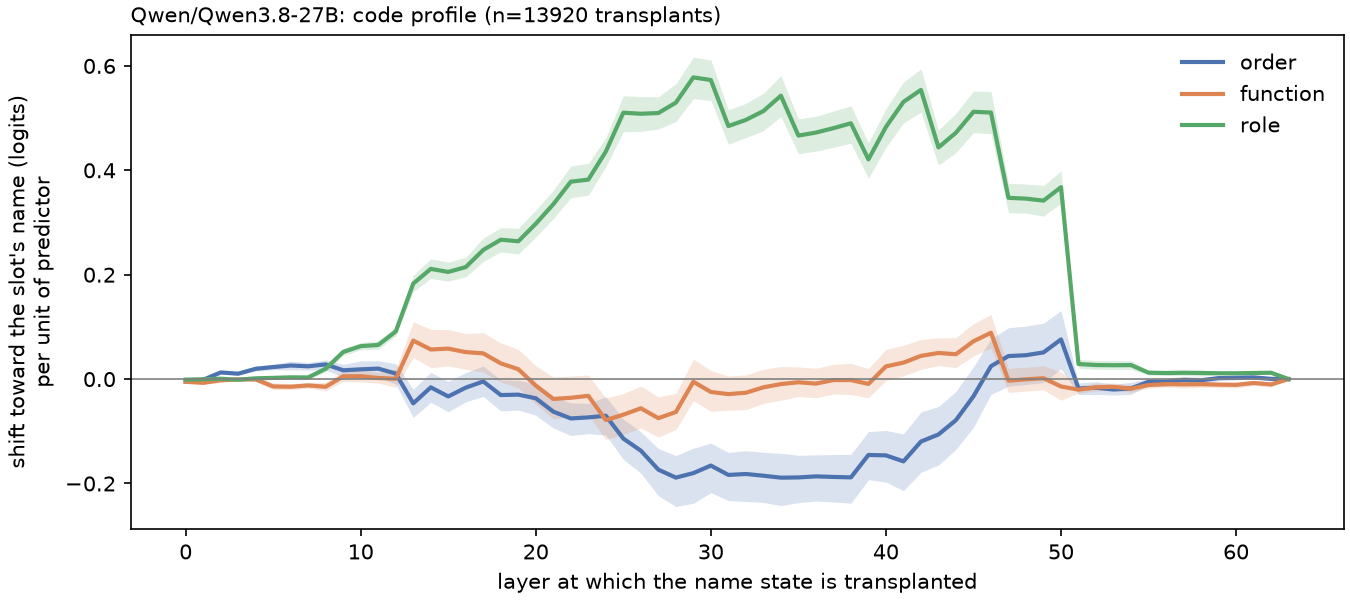 Qwen/Qwen3.8-27B: code profile (n=13920 transplants)
shift toward the slot's name (logits)
per unit of predictor
0.6
0.4
0.2
0.0
−0.2
order
function
role
0 10 20 30 40 50 60
layer at which the name state is transplanted